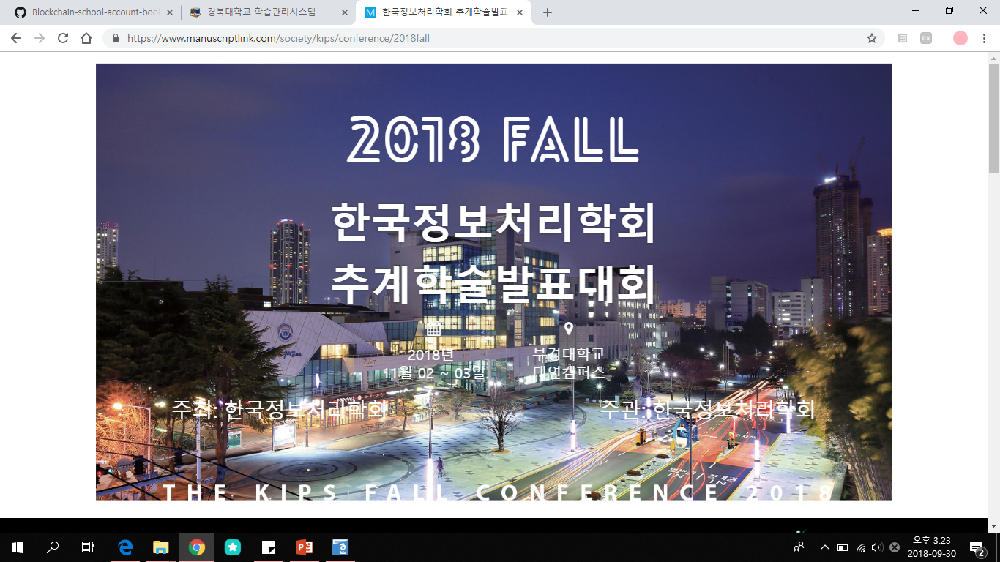 Blockchain-school-account-boo
경북대학교 학습관리시스템
한국정보처리학회 추계학술발표
https://www.manuscriptlink.com/society/kips/conference/2018fall
2018 FALL
한국정보처리학회
추계학술발표대회
2018년
11월 02 ~ 03일
부경대학교
대연캠퍼스
주최: 한국정보처리학회
주관: 한국정보처리학회
THE KIPS FALL CONFERENCE 2018
오후 3:23
2018-09-30
2